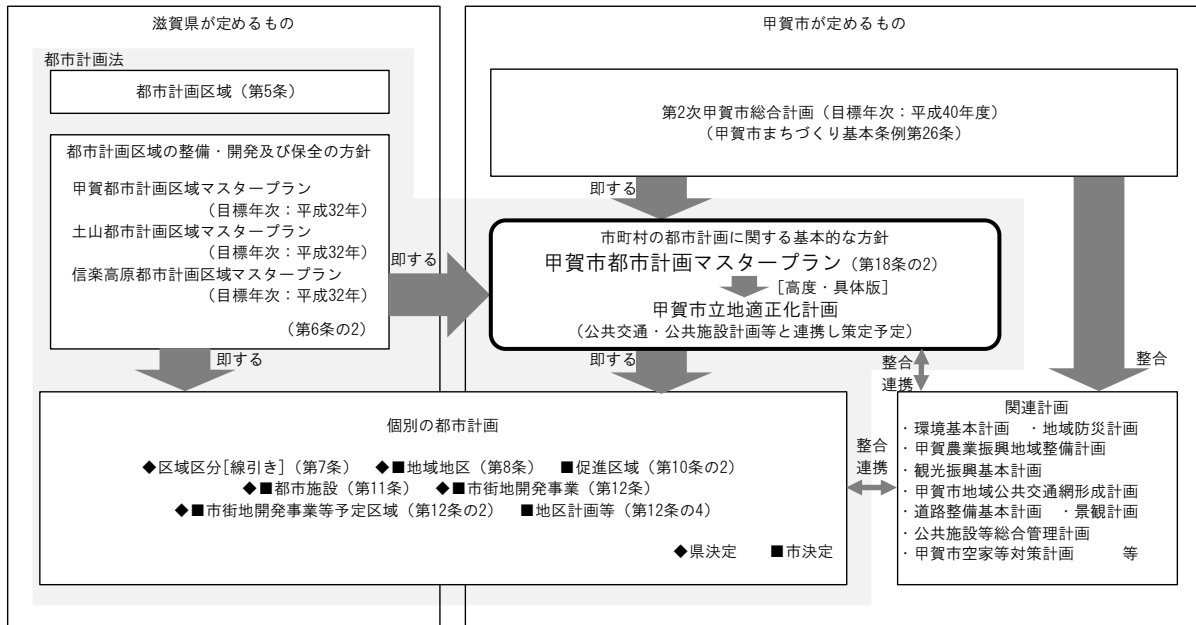 滋賀県が定めるもの
都市計画法
都市計画区域（第5条）
都市計画区域の整備・開発及び保全の方針
甲賀都市計画区域マスタープラン
（目標年次：平成32年）
土山都市計画区域マスタープラン
（目標年次：平成32年）
信楽高原都市計画区域マスタープラン
（目標年次：平成32年）
（第6条の2）
即する
即する
甲賀市が定めるもの
第2次甲賀市総合計画（目標年次：平成40年度）
（甲賀市まちづくり基本条例第26条）
即する
市町村の都市計画に関する基本的な方針
甲賀市都市計画マスタープラン（第18条の2）
［高度・具体版］
甲賀市立地適正化計画
（公共交通・公共施設計画等と連携し策定予定）
即する
整合
連携
整合
個別の都市計画
◆区域区分[線引き]（第7条）　◆■地域地区（第8条）　■促進区域（第10条の2）
◆■都市施設（第11条）　◆■市街地開発事業（第12条）
◆■市街地開発事業等予定区域（第12条の2）　■地区計画等（第12条の4）
◆県決定　■市決定
整合
連携
関連計画
・環境基本計画　・地域防災計画
・甲賀農業振興地域整備計画
・観光振興基本計画
・甲賀市地域公共交通網形成計画
・道路整備基本計画　・景観計画
・公共施設等総合管理計画
・甲賀市空家等対策計画　等